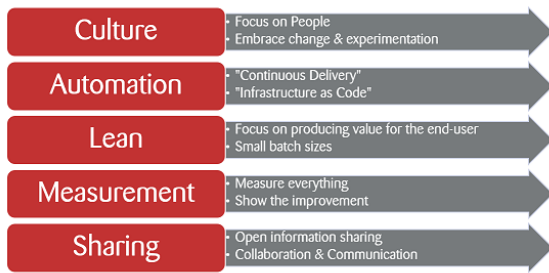 Culture
• Focus on People
• Embrace change & experimentation
Automation
• "Continuous Delivery"
• "Infrastructure as Code"
Lean
• Focus on producing value for the end-user
• Small batch sizes
Measurement
• Measure everything
• Show the improvement
Sharing
• Open information sharing
• Collaboration & Communication